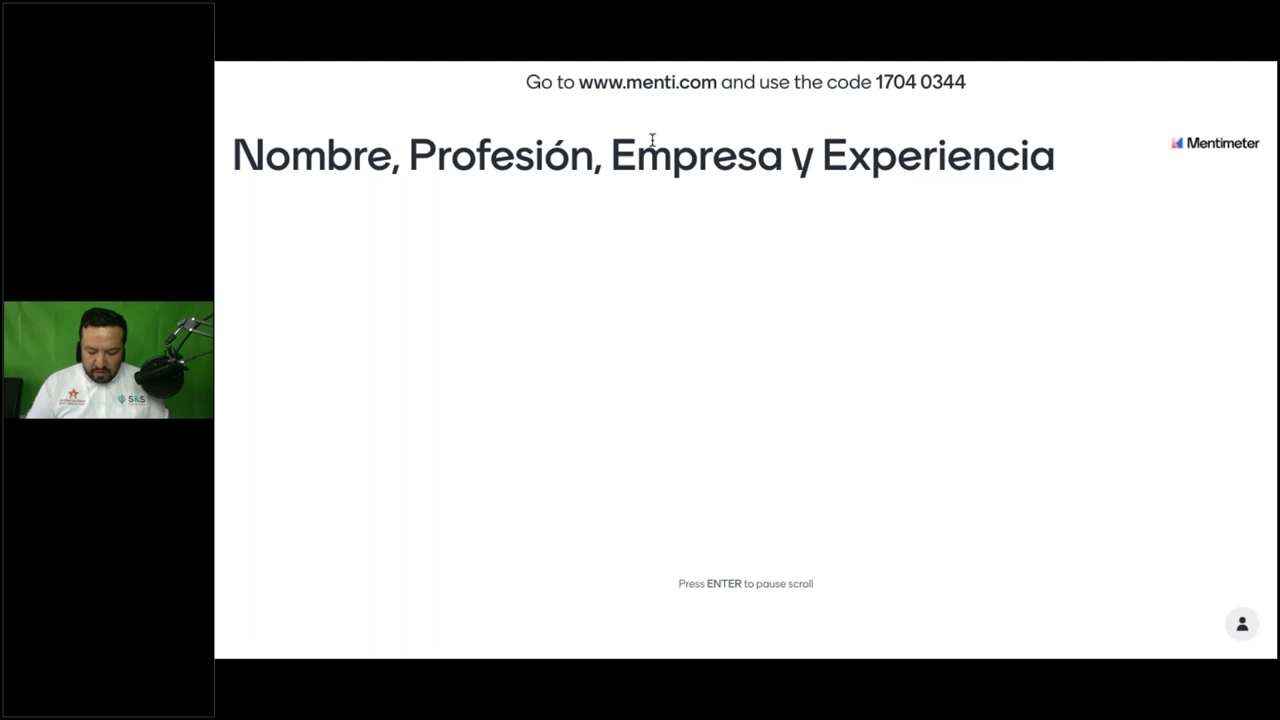 Go to www.menti.com and use the code 1704 0344
Nombre, Profesión, Empresa y Experiencia
Mentimeter
S&S
Press ENTER to pause scroll